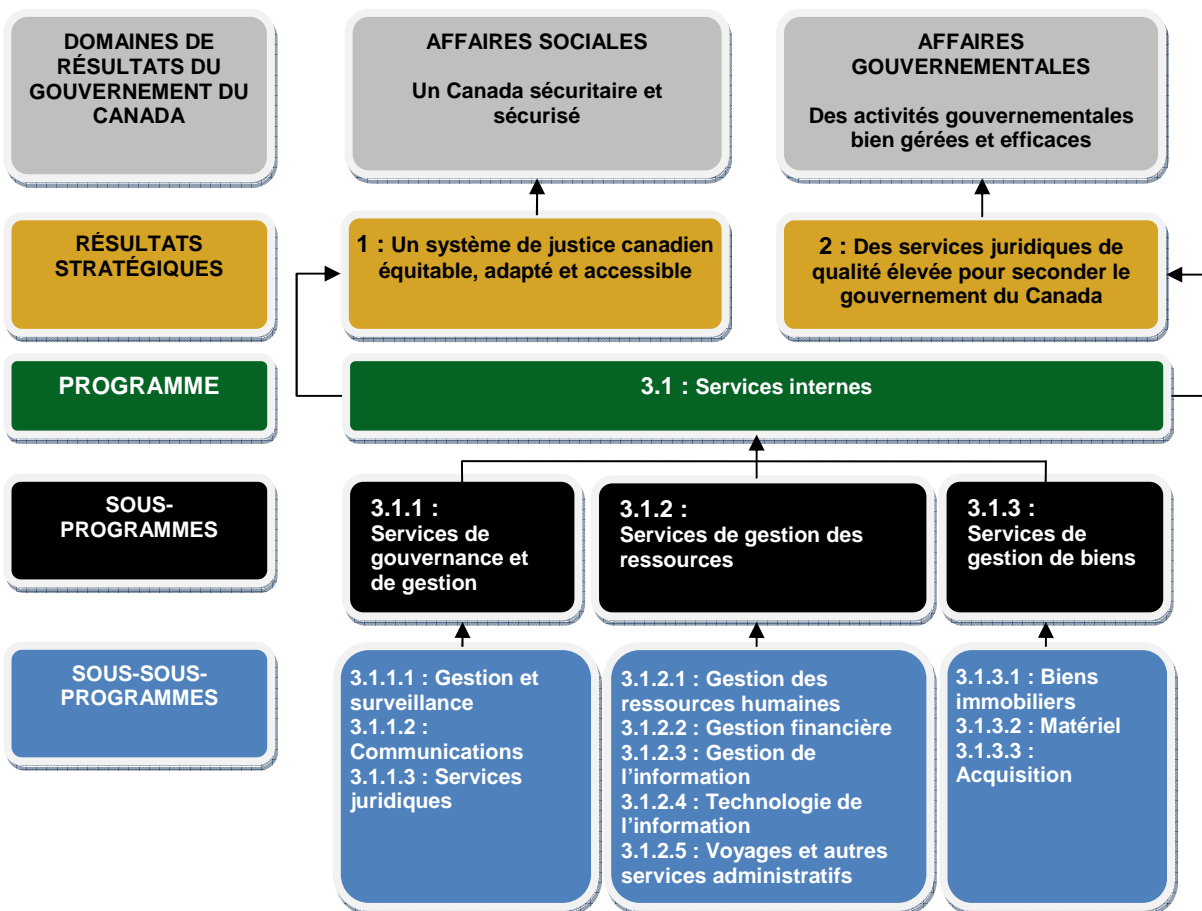 DOMAINES DE
RÉSULTATS DU
GOUVERNEMENT DU
CANADA
AFFAIRES SOCIALES
Un Canada sécuritaire et
sécurisé
AFFAIRES
GOUVERNEMENTALES
Des activités gouvernementales
bien gérées et efficaces
RÉSULTATS
STRATÉGIQUES
1 : Un système de justice canadien
équitable, adapté et accessible
2 : Des services juridiques de
qualité élevée pour seconder le
gouvernement du Canada
PROGRAMME
3.1 : Services internes
SOUS-
PROGRAMMES
3.1.1 :
Services de
gouvernance et
de gestion
3.1.2 :
Services de gestion des
ressources
3.1.3 :
Services de
gestion de biens
SOUS-SOUS-
PROGRAMMES
3.1.1.1 : Gestion et
surveillance
3.1.1.2 :
Communications
3.1.1.3 : Services
juridiques
3.1.2.1 : Gestion des
ressources humaines
3.1.2.2 : Gestion financière
3.1.2.3 : Gestion de
l’information
3.1.2.4 : Technologie de
l’information
3.1.2.5 : Voyages et autres
services administratifs
3.1.3.1 : Biens
immobiliers
3.1.3.2 : Matériel
3.1.3.3 :
Acquisition